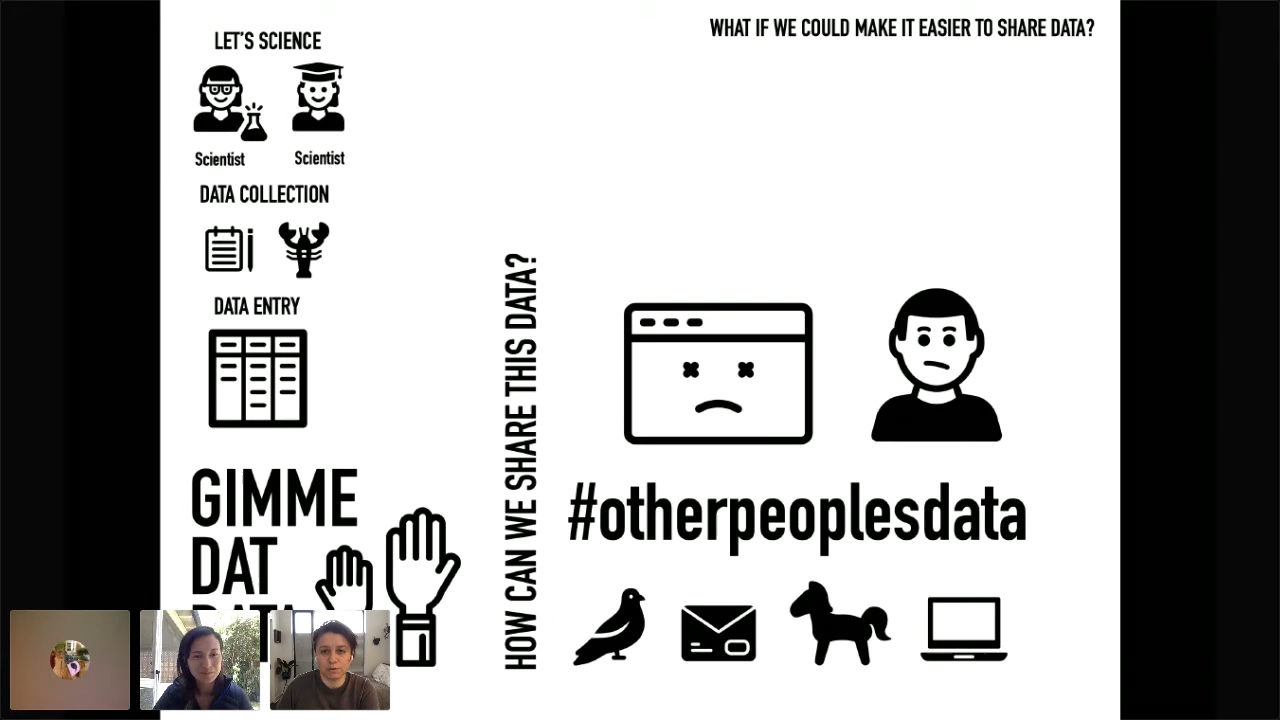 LET'S SCIENCE
Scientist
Scientist
DATA COLLECTION
DATA ENTRY
GIMME
DAT
HOW CAN WE SHARE THIS DATA?
WHAT IF WE COULD MAKE IT EASIER TO SHARE DATA?
#otherpeoplesdata